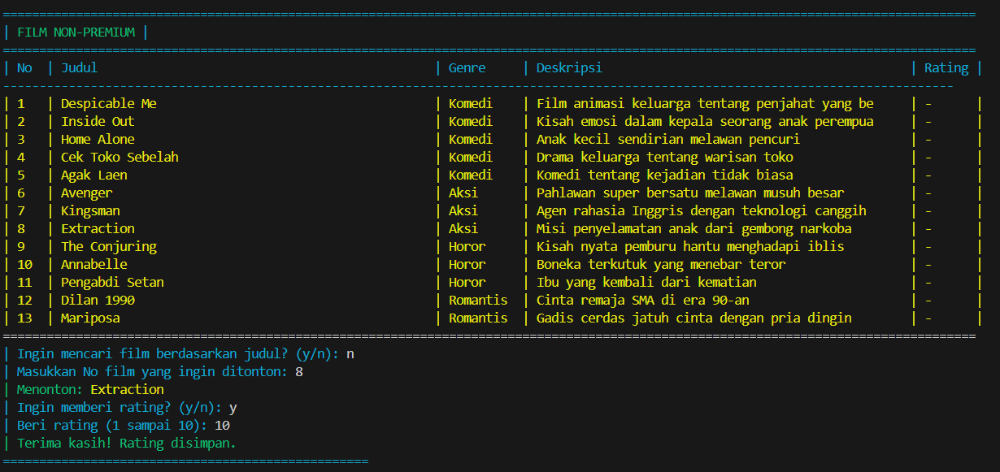 =====================================================================================================================================
| FILM NON-PREMIUM |
=====================================================================================================================================
| No | Judul | Genre | Deskripsi | Rating |
----------------------------------------------------------------------------------------------------------------------------------
| 1 | Despicable Me | Komedi | Film animasi keluarga tentang penjahat yang be | - |
| 2 | Inside Out | Komedi | Kisah emosi dalam kepala seorang anak perempua | - |
| 3 | Home Alone | Komedi | Anak kecil sendirian melawan pencuri | - |
| 4 | Cek Toko Sebelah | Komedi | Drama keluarga tentang warisan toko | - |
| 5 | Agak Laen | Komedi | Komedi tentang kejadian tidak biasa | - |
| 6 | Avenger | Aksi | Pahlawan super bersatu melawan musuh besar | - |
| 7 | Kingsman | Aksi | Agen rahasia Inggris dengan teknologi canggih | - |
| 8 | Extraction | Aksi | Misi penyelamatan anak dari gembong narkoba | - |
| 9 | The Conjuring | Horor | Kisah nyata pemburu hantu menghadapi iblis | - |
| 10 | Annabelle | Horor | Boneka terkutuk yang menebar teror | - |
| 11 | Pengabdi Setan | Horor | Ibu yang kembali dari kematian | - |
| 12 | Dilan 1990 | Romantis | Cinta remaja SMA di era 90-an | - |
| 13 | Mariposa | Romantis | Gadis cerdas jatuh cinta dengan pria dingin | - |
=====================================================================================================================================
| Ingin mencari film berdasarkan judul? (y/n): n
| Masukkan No film yang ingin ditonton: 8
| Menonton: Extraction
| Ingin memberi rating? (y/n): y
| Beri rating (1 sampai 10): 10
| Terima kasih! Rating disimpan.
==================================================